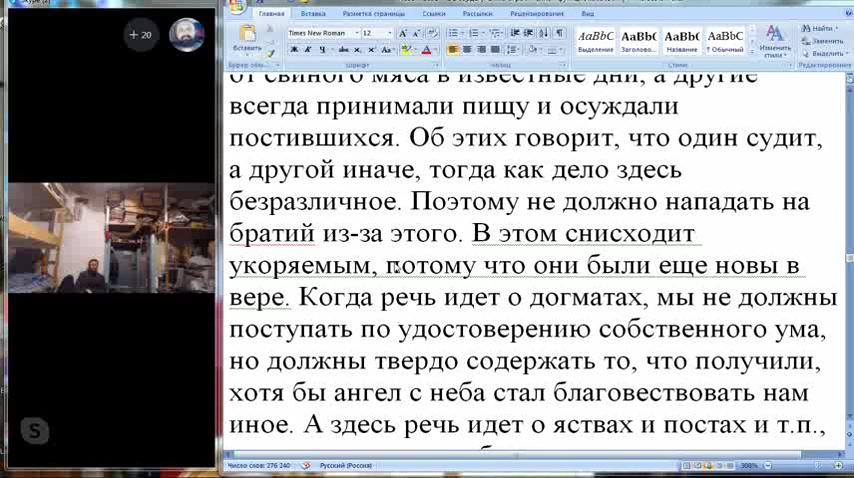 + 20
Главная Вставка Разметка страницы Ссылки Рассылки Рецензирование Вид
Times New Roman 12
Найти
Заменить
Выделить
Вставить
AaBbC AaBbC AaBbC AaBbC
Выделение Заголово... Название Т Обычный
Изменить стили
Шрифт Абзац Стили Редактирование
от свиного мяса в известные дни, а другие
всегда принимали пищу и осуждали
постившихся. Об этих говорит, что один судит,
а другой иначе, тогда как дело здесь
безразличное. Поэтому не должно нападать на
братий из-за этого. В этом снисходит
укоряемым, потому что они были еще новы в
вере. Когда речь идет о догматах, мы не должны
поступать по удостоверению собственного ума,
но должны твердо содержать то, что получили,
хотя бы ангел с неба стал благовествовать нам
иное. А здесь речь идет о яствах и постах и т.п.,
Число слов: 276 240 Русский (Россия) 300%